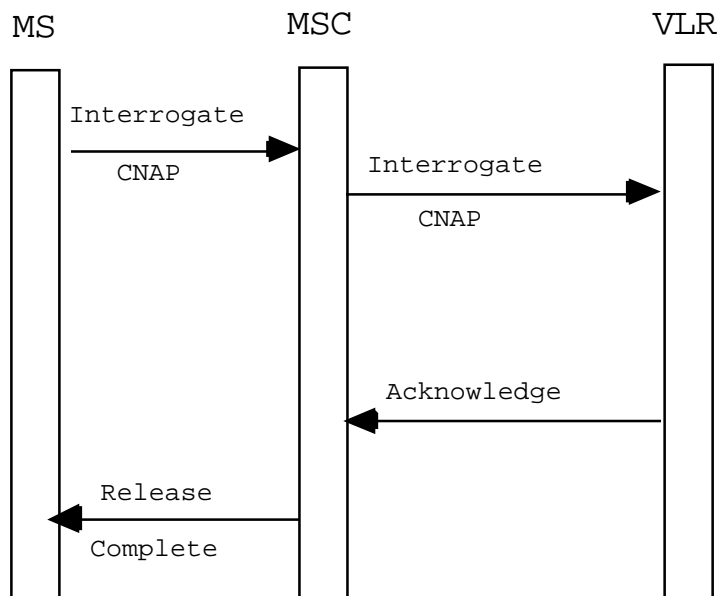 MS MSC VLR
Interrogate
CNAP
Interrogate
CNAP
Acknowledge
Release
Complete